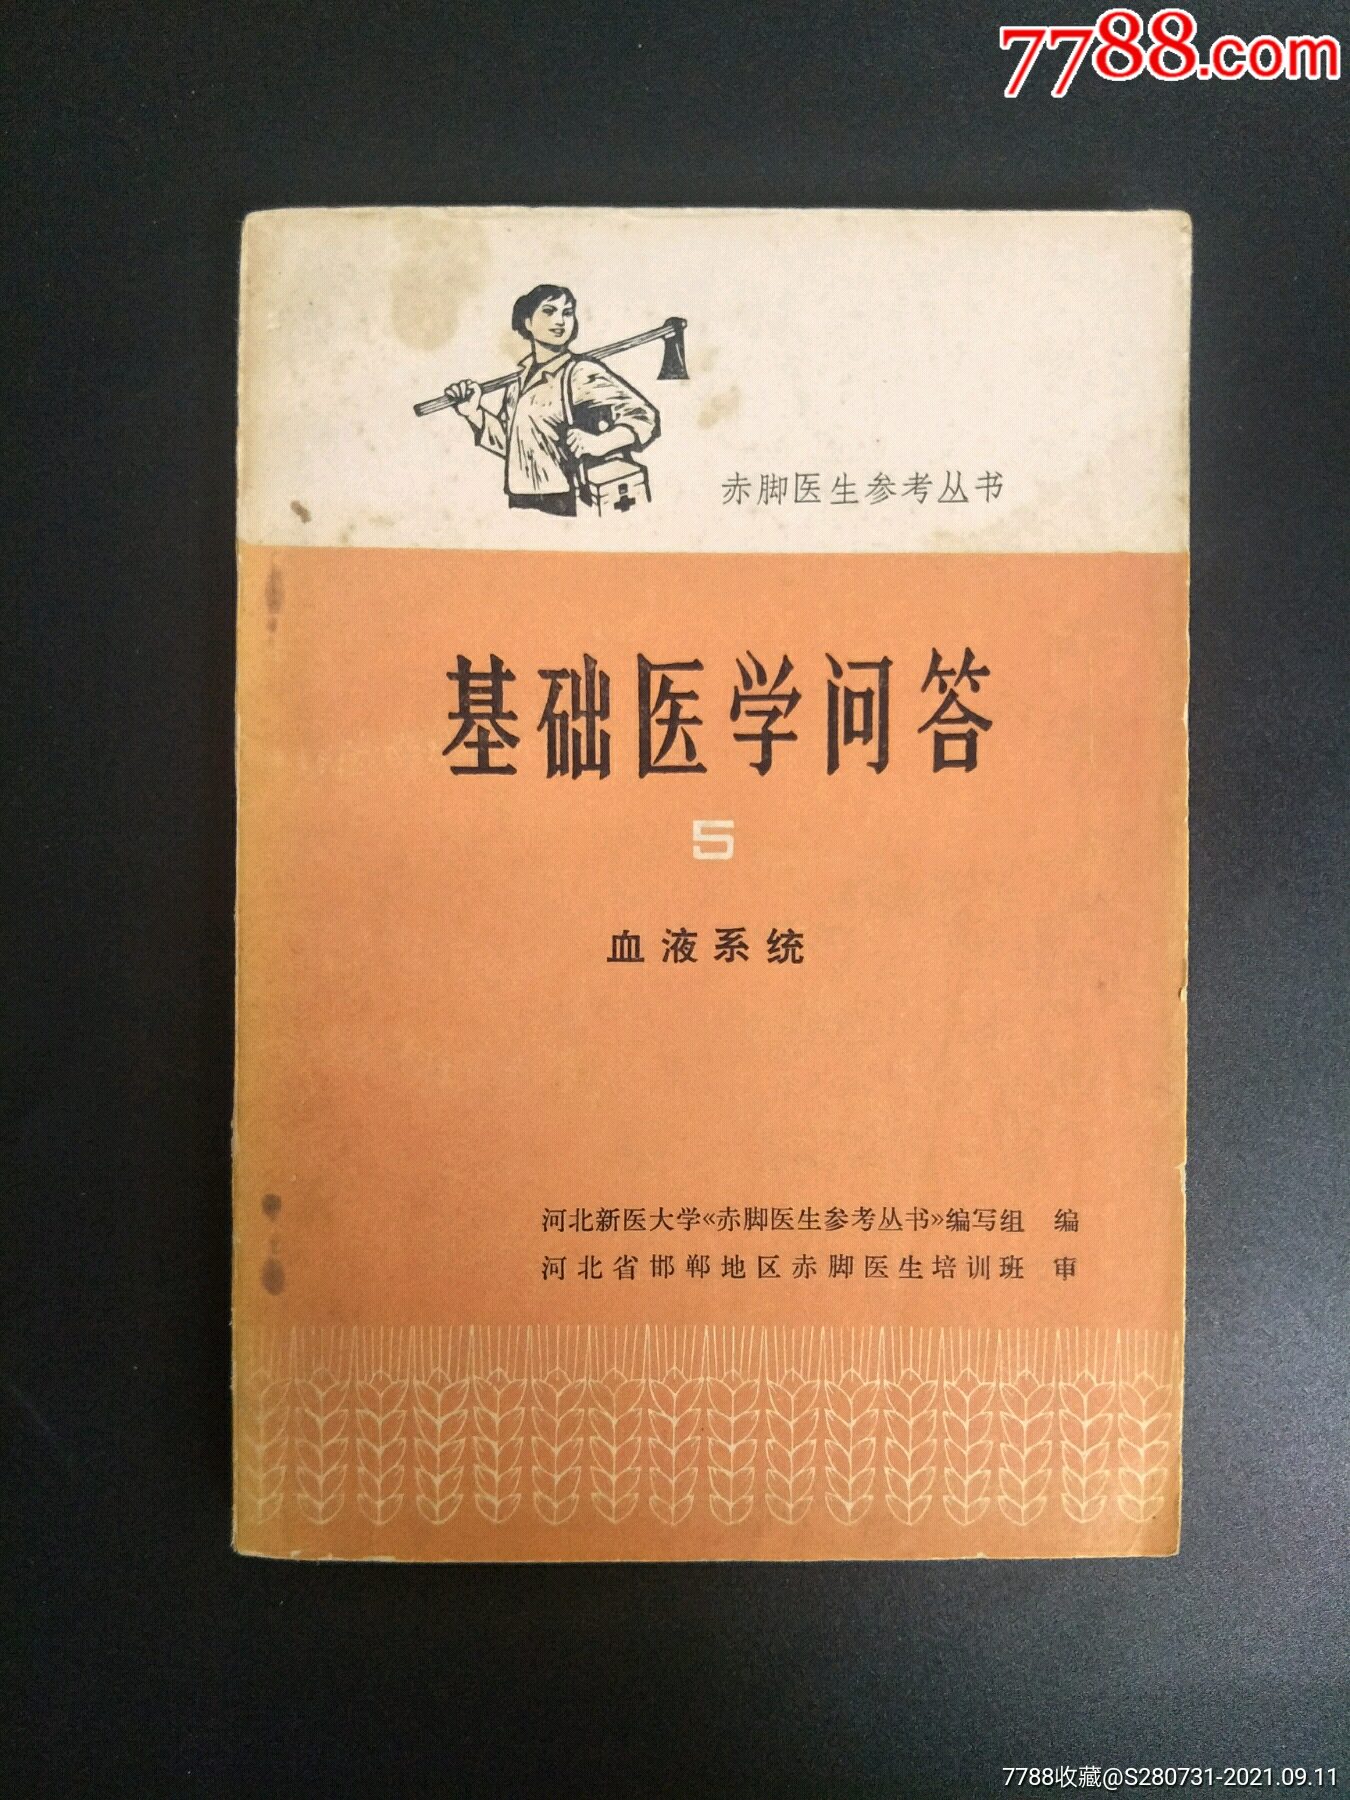 7788.com
赤脚医生参考丛书
基础医学问答
5
血液系统
河北新医大学《赤脚医生参考丛书》编写组 编
河北省邯郸地区赤脚医生培训班 审
7788收藏@S280731-2021.09.11